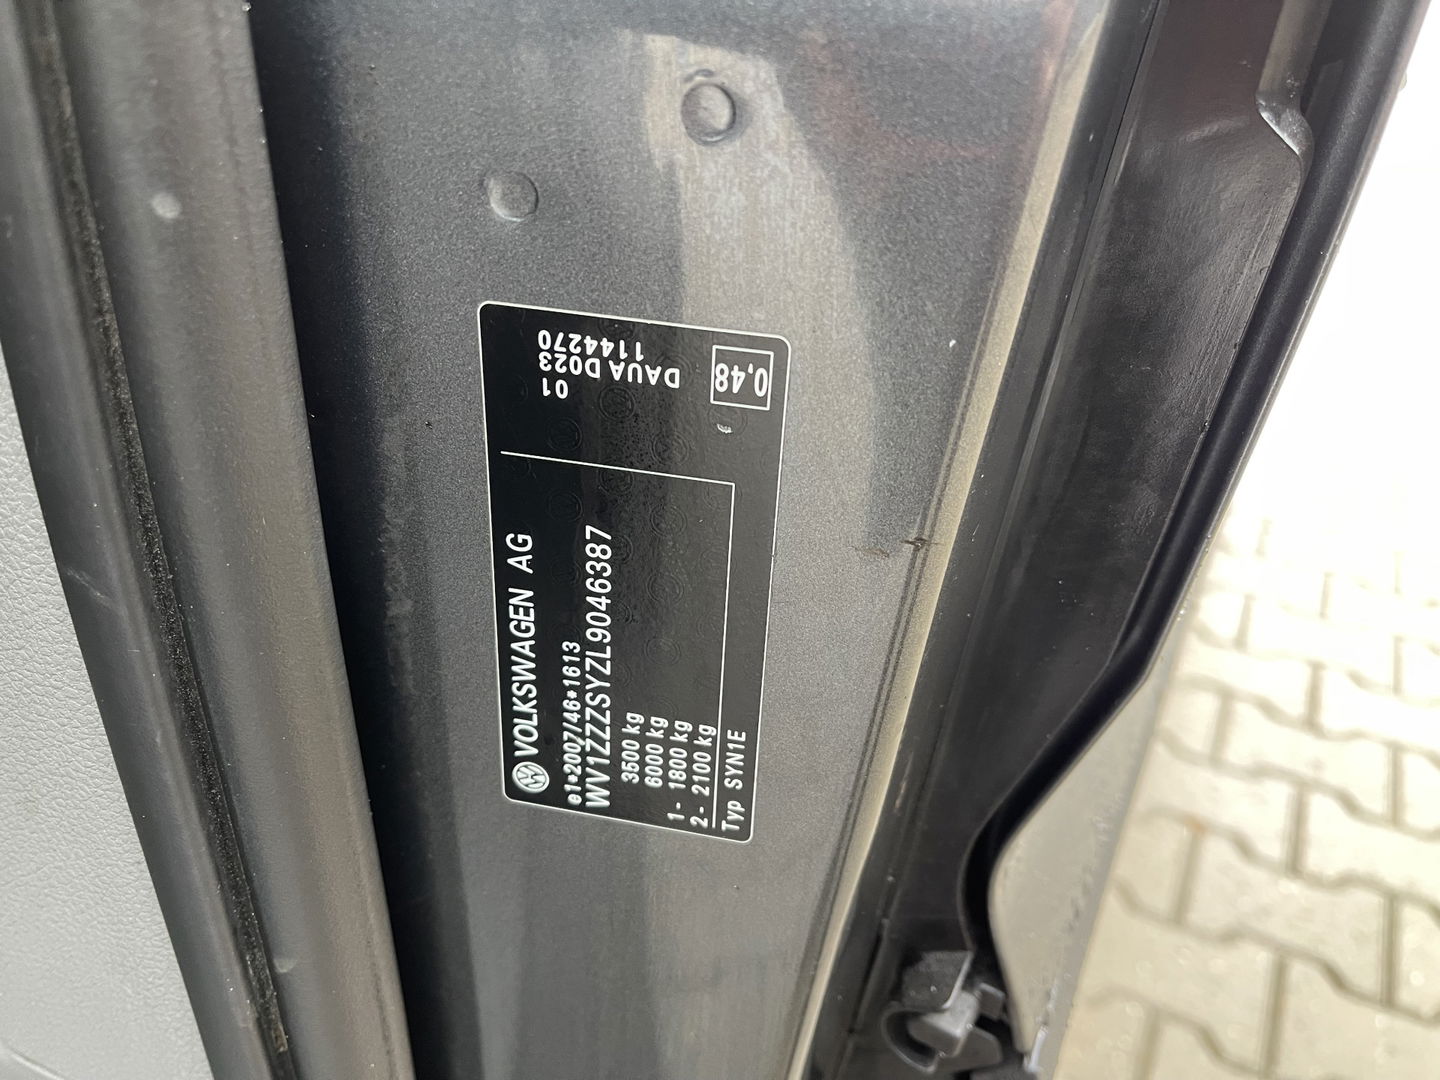 VOLKSWAGEN AG
e1*2007/46*1613
WV1ZZZSYZL9046387
3500 kg
6000 kg
1- 1800 kg
2- 2100 kg
Typ SYN1E
01
DAUA D023
1144270
0,48